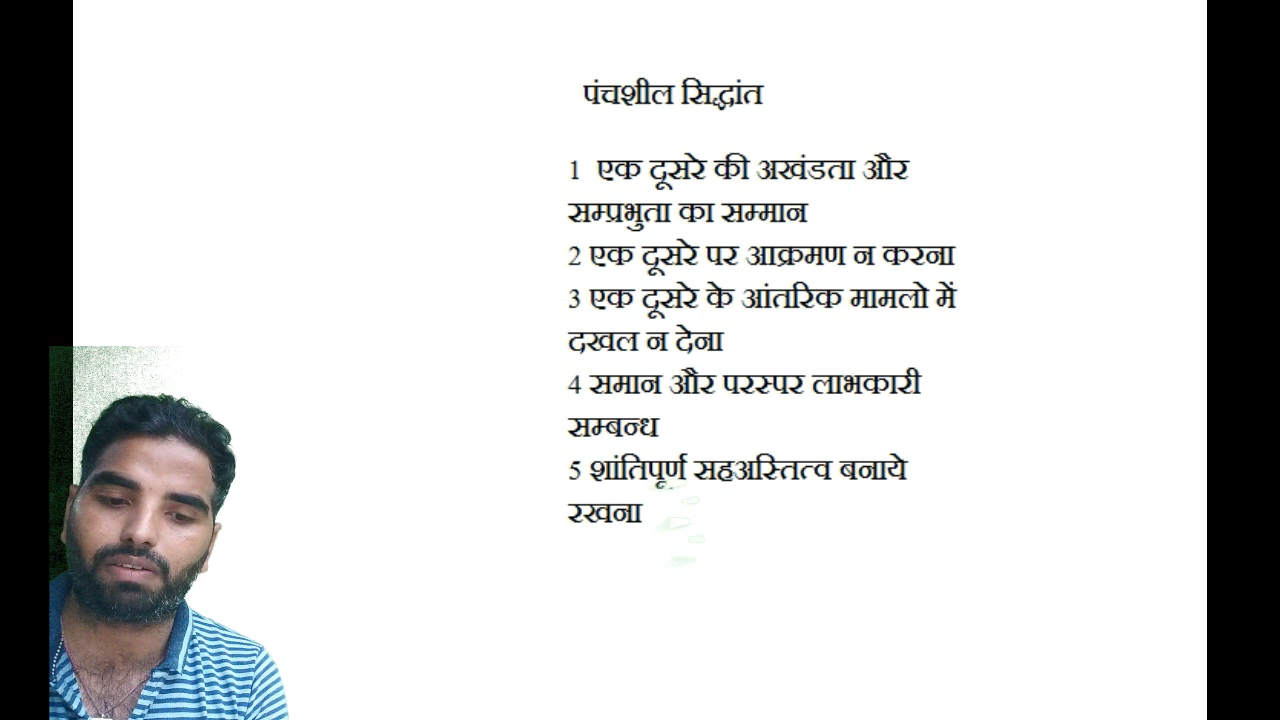 पंचशील सिद्धांत
1 एक दूसरे की अखंडता और
सम्प्रभुता का सम्मान
2 एक दूसरे पर आक्रमण न करना
3 एक दूसरे के आंतरिक मामलो में
दखल न देना
4 समान और परस्पर लाभकारी
सम्बन्ध
5 शांतिपूर्ण सहअस्तित्व बनाये
रखना